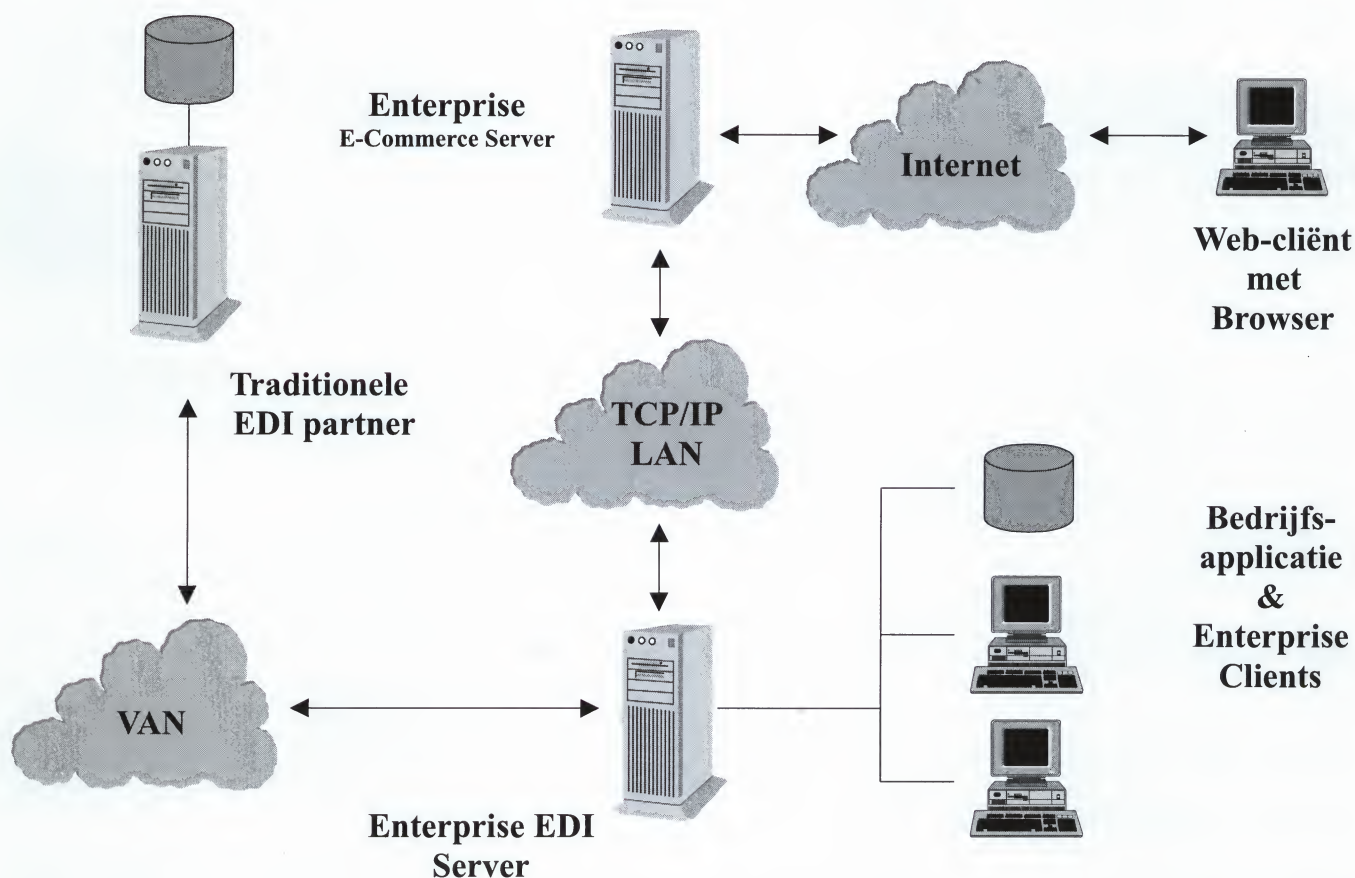 Enterprise
E-Commerce Server
Internet
Web-cliënt
met
Browser
Traditionele
EDI partner
TCP/IP
LAN
Bedrijfs-
applicatie
&
Enterprise
Clients
VAN
Enterprise EDI
Server